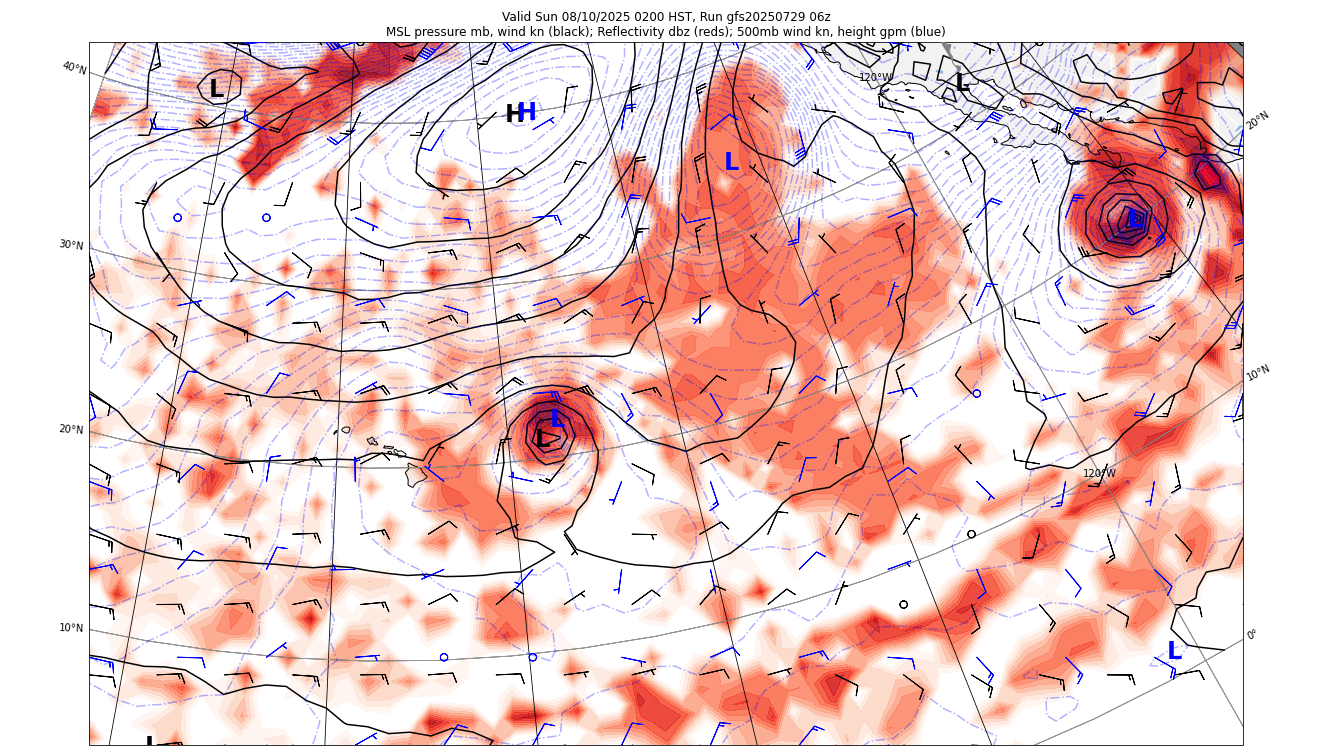 Valid Sun 08/10/2025 0200 HST, Run gfs20250729 06z
MSL pressure mb, wind kn (black); Reflectivity dbz (reds); 500mb wind kn, height gpm (blue)
40°N
120°W
L
L
H
H
20°N
L
30°N
L
10°N
20°N
L
L
120°W
10°N
0°
L
L